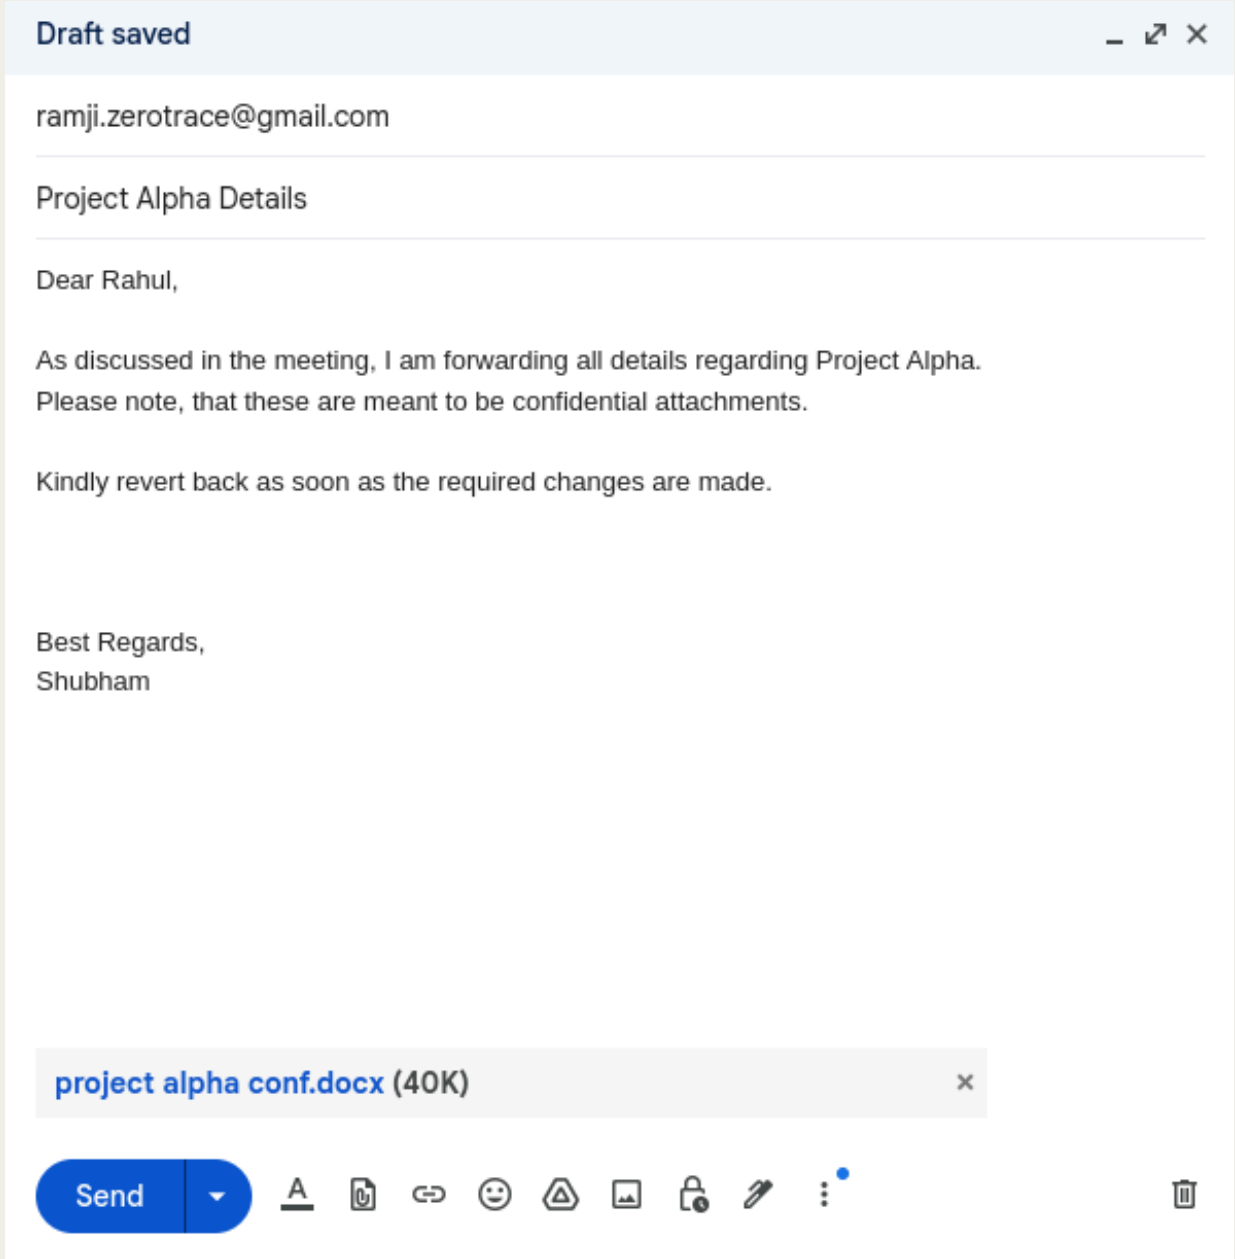 Draft saved
ramji.zerotrace@gmail.com
Project Alpha Details
Dear Rahul,
As discussed in the meeting, I am forwarding all details regarding Project Alpha.
Please note, that these are meant to be confidential attachments.
Kindly revert back as soon as the required changes are made.
Best Regards,
Shubham
project alpha conf.docx (40K)
Send